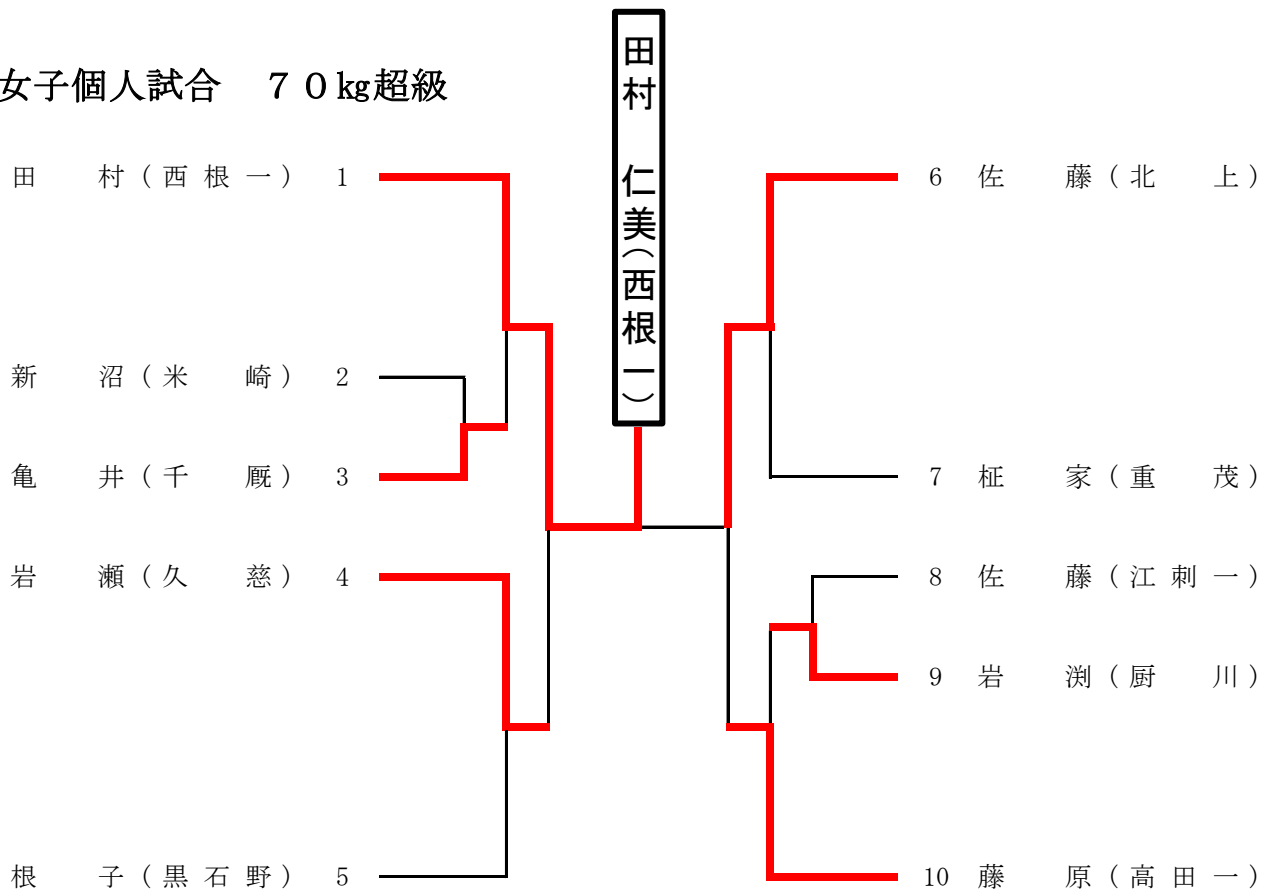 女子個人試合　７０kg超級
田村　仁美（西根一）
田　村（西根一） 1
新　沼（米　崎） 2
亀　井（千　厩） 3
岩　瀬（久　慈） 4
根　子（黒石野） 5
6 佐　藤（北　上）
7 柾　家（重　茂）
8 佐　藤（江刺一）
9 岩　渕（厨　川）
10 藤　原（高田一）